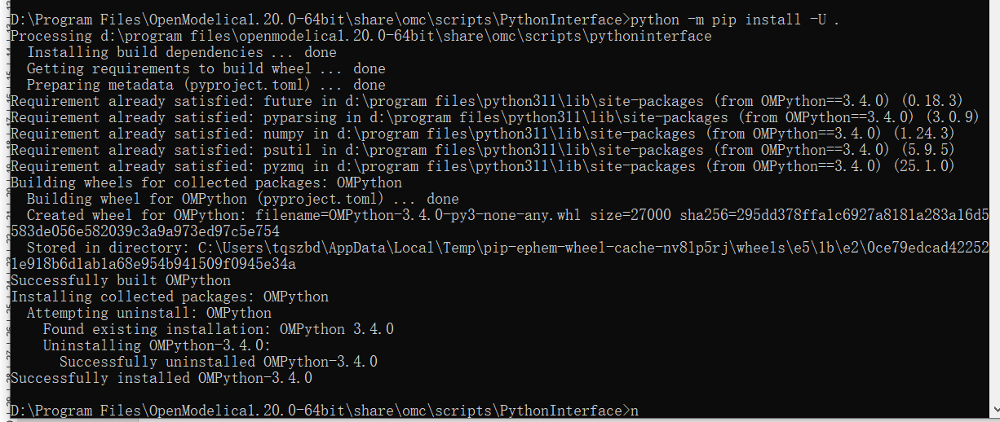 D:\Program Files\OpenModelica1.20.0-64bit\share\omc\scripts\PythonInterface>python -m pip install -U .
Processing d:\program files\openmodelica1.20.0-64bit\share\omc\scripts\pythoninterface
  Installing build dependencies ... done
  Getting requirements to build wheel ... done
  Preparing metadata (pyproject.toml) ... done
Requirement already satisfied: future in d:\program files\python311\lib\site-packages (from OMPython==3.4.0) (0.18.3)
Requirement already satisfied: pyparsing in d:\program files\python311\lib\site-packages (from OMPython==3.4.0) (3.0.9)
Requirement already satisfied: numpy in d:\program files\python311\lib\site-packages (from OMPython==3.4.0) (1.24.3)
Requirement already satisfied: psutil in d:\program files\python311\lib\site-packages (from OMPython==3.4.0) (5.9.5)
Requirement already satisfied: pyzmq in d:\program files\python311\lib\site-packages (from OMPython==3.4.0) (25.1.0)
Building wheels for collected packages: OMPython
  Building wheel for OMPython (pyproject.toml) ... done
  Created wheel for OMPython: filename=OMPython-3.4.0-py3-none-any.whl size=27000 sha256=295dd378ffa1c6927a8181a283a16d5
583de056e582039c3a9a973ed97c5e754
  Stored in directory: C:\Users\tqszbd\AppData\Local\Temp\pip-ephem-wheel-cache-nv8lp5rj\wheels\e5\1b\e2\0ce79edcad42252
1e918b6d1ab1a68e954b941509f0945e34a
Successfully built OMPython
Installing collected packages: OMPython
  Attempting uninstall: OMPython
    Found existing installation: OMPython 3.4.0
    Uninstalling OMPython-3.4.0:
      Successfully uninstalled OMPython-3.4.0
Successfully installed OMPython-3.4.0
D:\Program Files\OpenModelica1.20.0-64bit\share\omc\scripts\PythonInterface>n